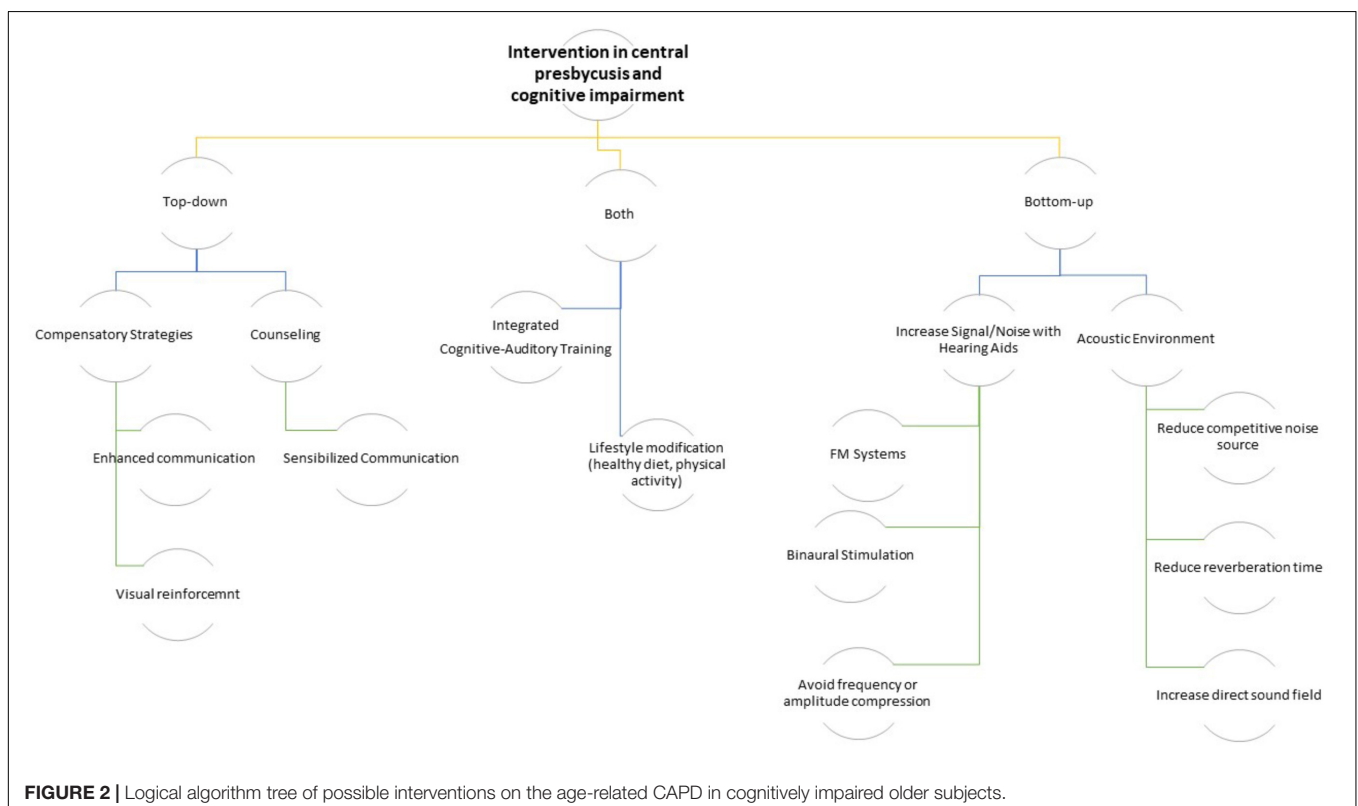 Intervention in central
presbycusis and
cognitive impairment
Top-down
Both
Bottom-up
Compensatory Strategies
Counseling
Integrated
Cognitive-Auditory Training
Increase Signal/Noise with
Hearing Aids
Acoustic Environment
Enhanced communication
Sensibilized Communication
Lifestyle modification
(healthy diet, physical
activity)
FM Systems
Reduce competitive noise
source
Binaural Stimulation
Reduce reverberation time
Visual reinforcemnt
Avoid frequency or
amplitude compression
Increase direct sound field
FIGURE 2 | Logical algorithm tree of possible interventions on the age-related CAPD in cognitively impaired older subjects.